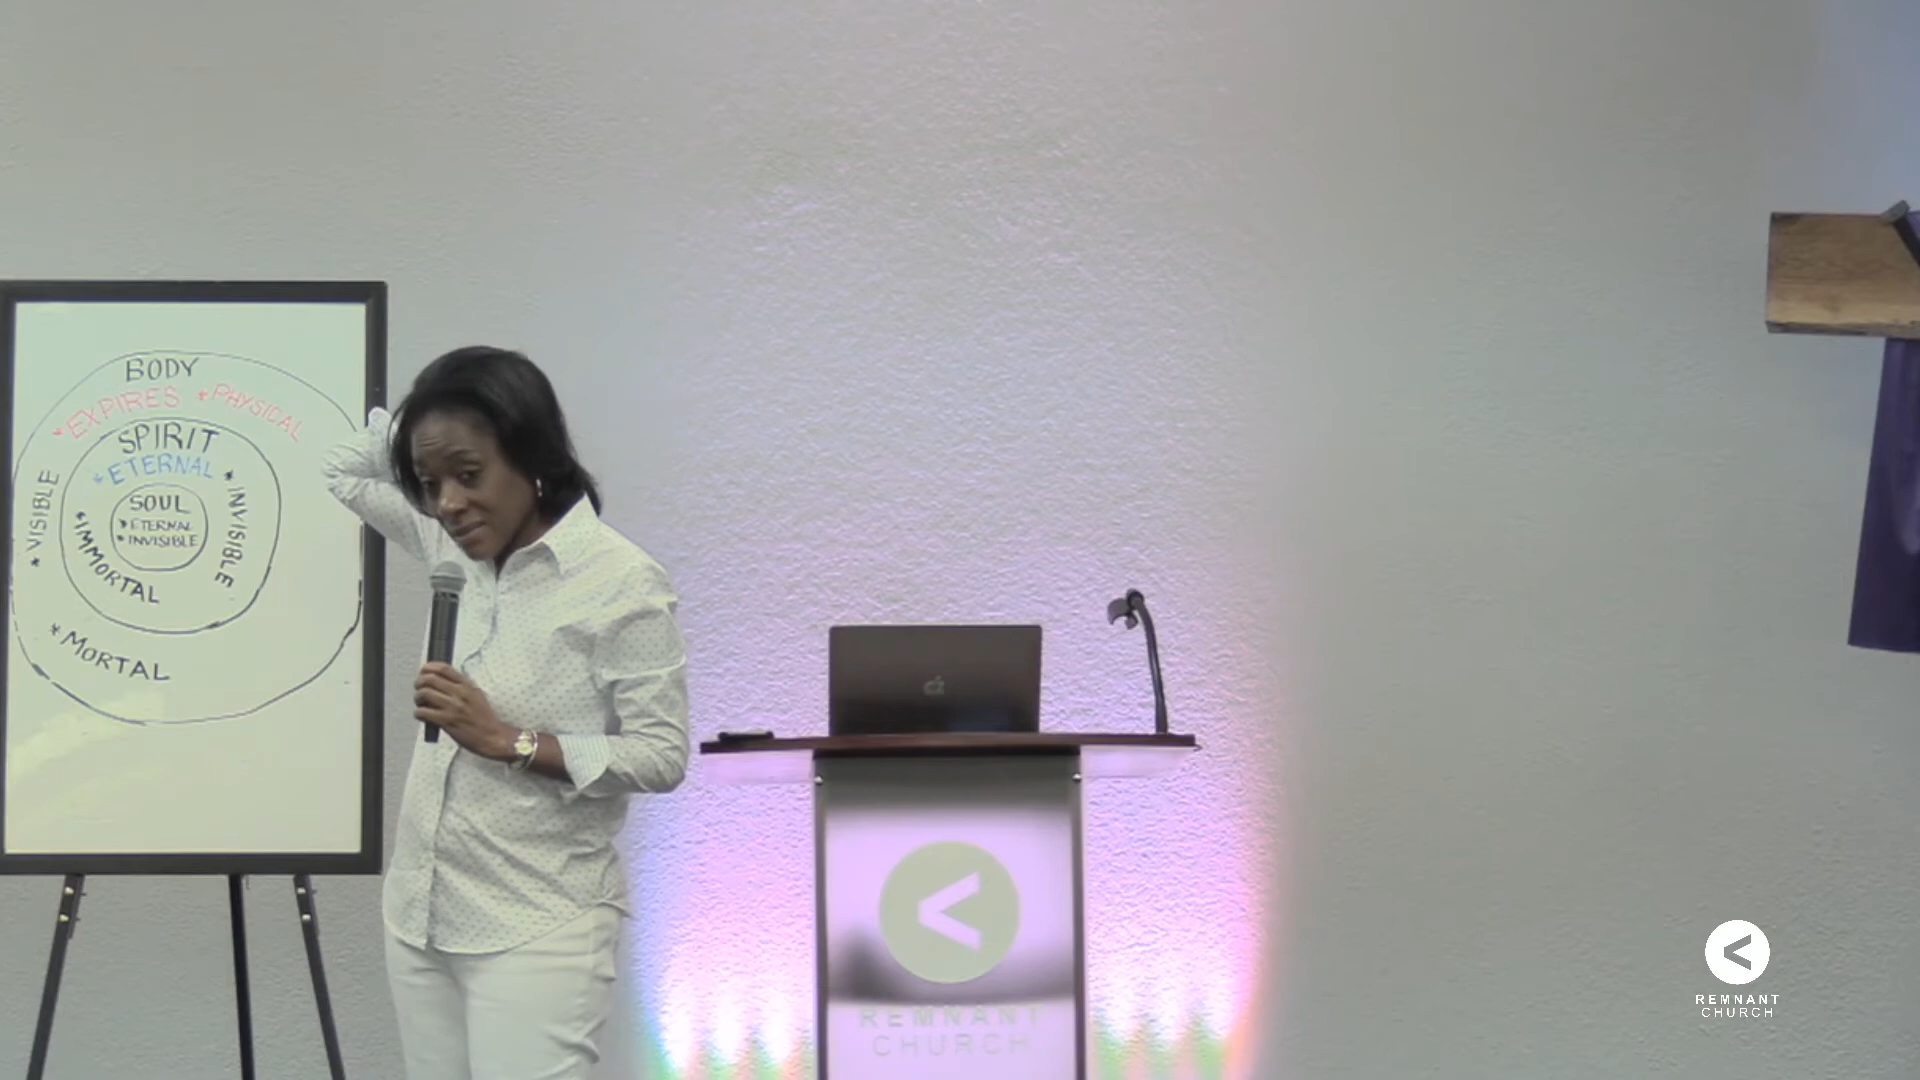 BODY
* EXPIRES * PHYSICAL
SPIRIT
* ETERNAL
* VISIBLE
* INVISIBLE
SOUL
* ETERNAL
* INVISIBLE
* IMMORTAL
* MORTAL
REMNANT
CHURCH
REMNANT
CHURCH